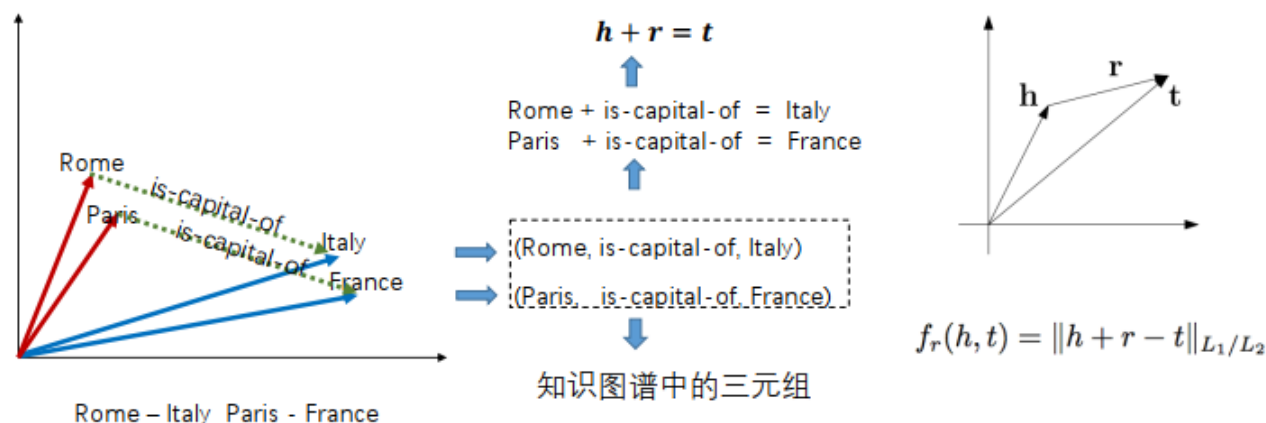 Rome
Paris
is-capital-of
is-capital-of
Italy
France
Rome – Italy Paris - France
h + r = t
Rome + is-capital-of = Italy
Paris + is-capital-of = France
(Rome, is-capital-of, Italy)
(Paris, is-capital-of, France)
知识图谱中的三元组
h
r
t
f_r(h, t) = ‖h + r − t‖_{L_1/L_2}